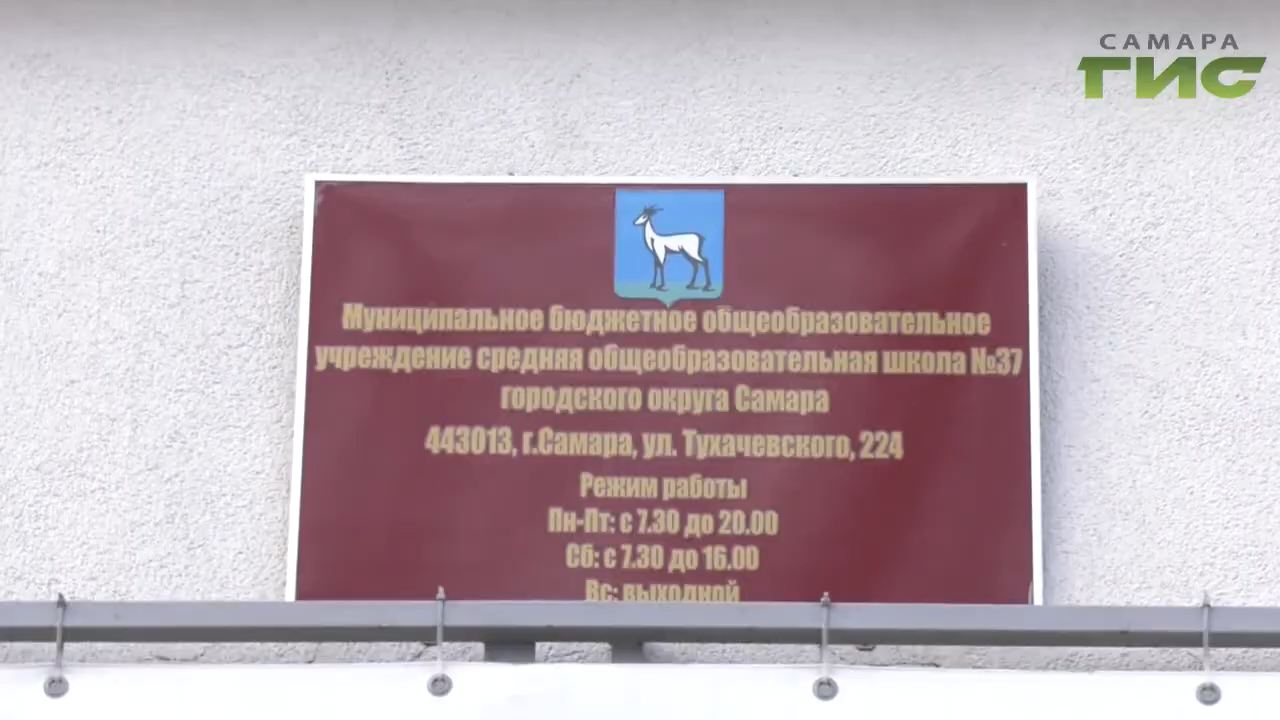 САМАРА
ГИС
Муниципальное бюджетное общеобразовательное
учреждение средняя общеобразовательная школа №37
городского округа Самара
443013, г.Самара, ул. Тухачевского, 224
Режим работы
Пн-Пт: с 7.30 до 20.00
Сб: с 7.30 до 16.00
Вс: выходной